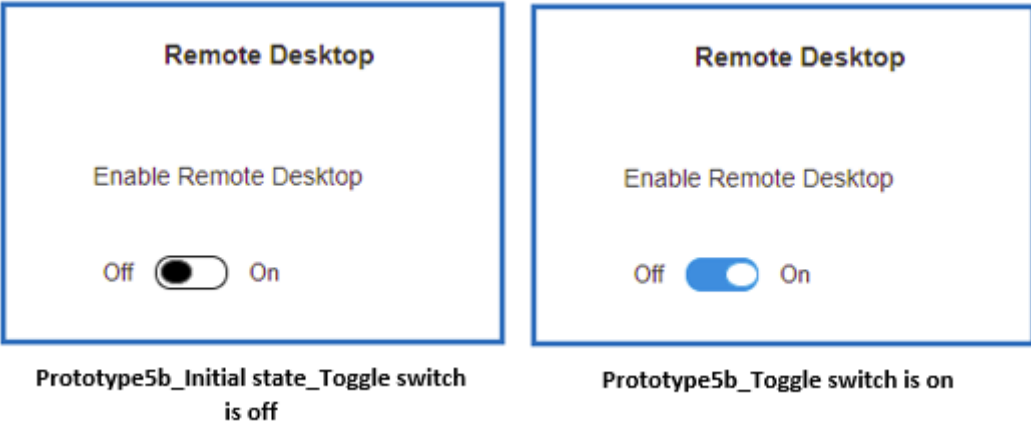 Remote Desktop
Enable Remote Desktop
Off On
Prototype5b_Initial state_Toggle switch
is off
Remote Desktop
Enable Remote Desktop
Off On
Prototype5b_Toggle switch is on